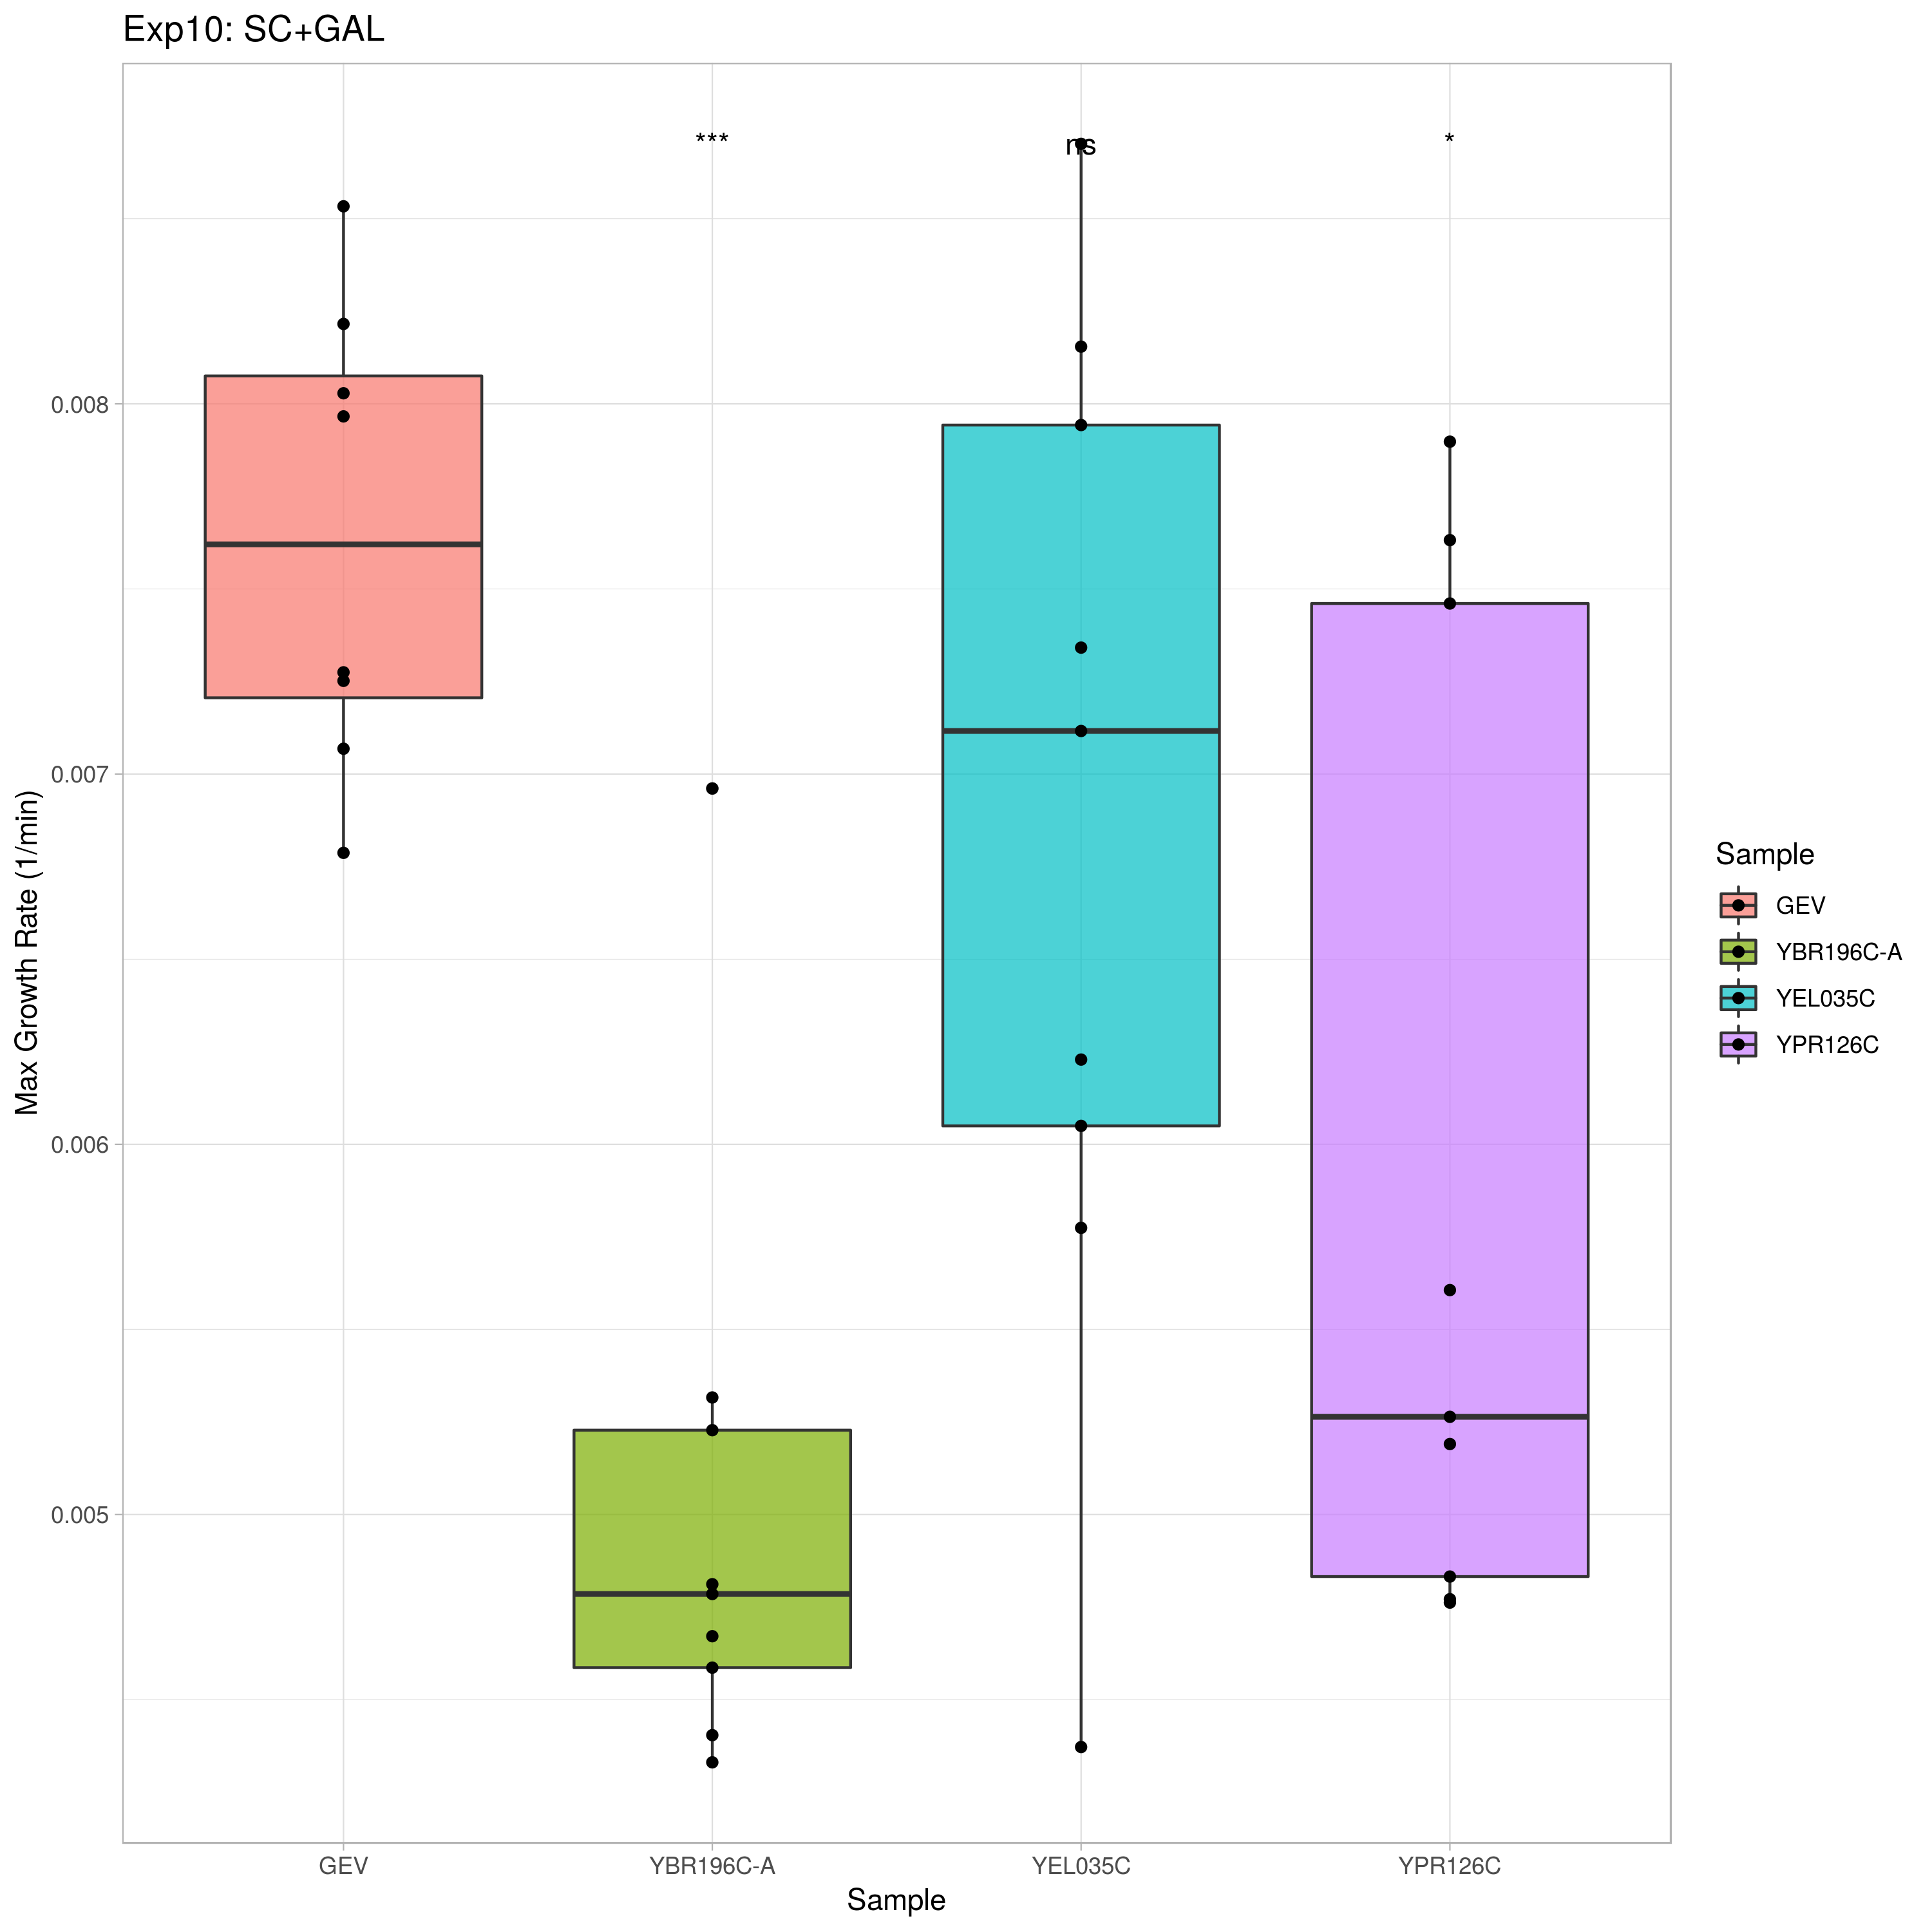 Exp10: SC+GAL
***
ns
*
0.008
0.007
0.006
0.005
Max Growth Rate (1/min)
GEV
YBR196C-A
YEL035C
YPR126C
Sample
Sample
GEV
YBR196C-A
YEL035C
YPR126C